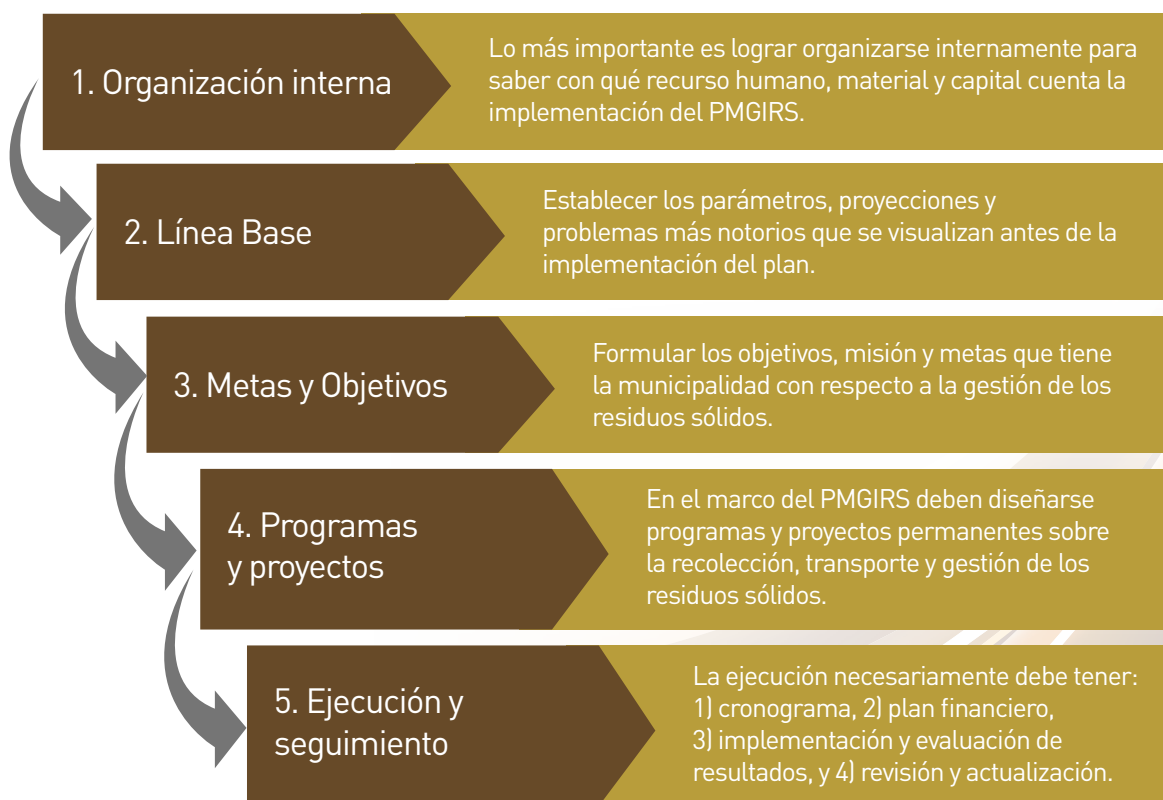 1. Organización interna
Lo más importante es lograr organizarse internamente para
saber con qué recurso humano, material y capital cuenta la
implementación del PMGIRS.
2. Línea Base
Establecer los parámetros, proyecciones y
problemas más notorios que se visualizan antes de la
implementación del plan.
3. Metas y Objetivos
Formular los objetivos, misión y metas que tiene
la municipalidad con respecto a la gestión de los
residuos sólidos.
4. Programas
y proyectos
En el marco del PMGIRS deben diseñarse
programas y proyectos permanentes sobre
la recolección, transporte y gestión de los
residuos sólidos.
5. Ejecución y
seguimiento
La ejecución necesariamente debe tener:
1) cronograma, 2) plan financiero,
3) implementación y evaluación de
resultados, y 4) revisión y actualización.